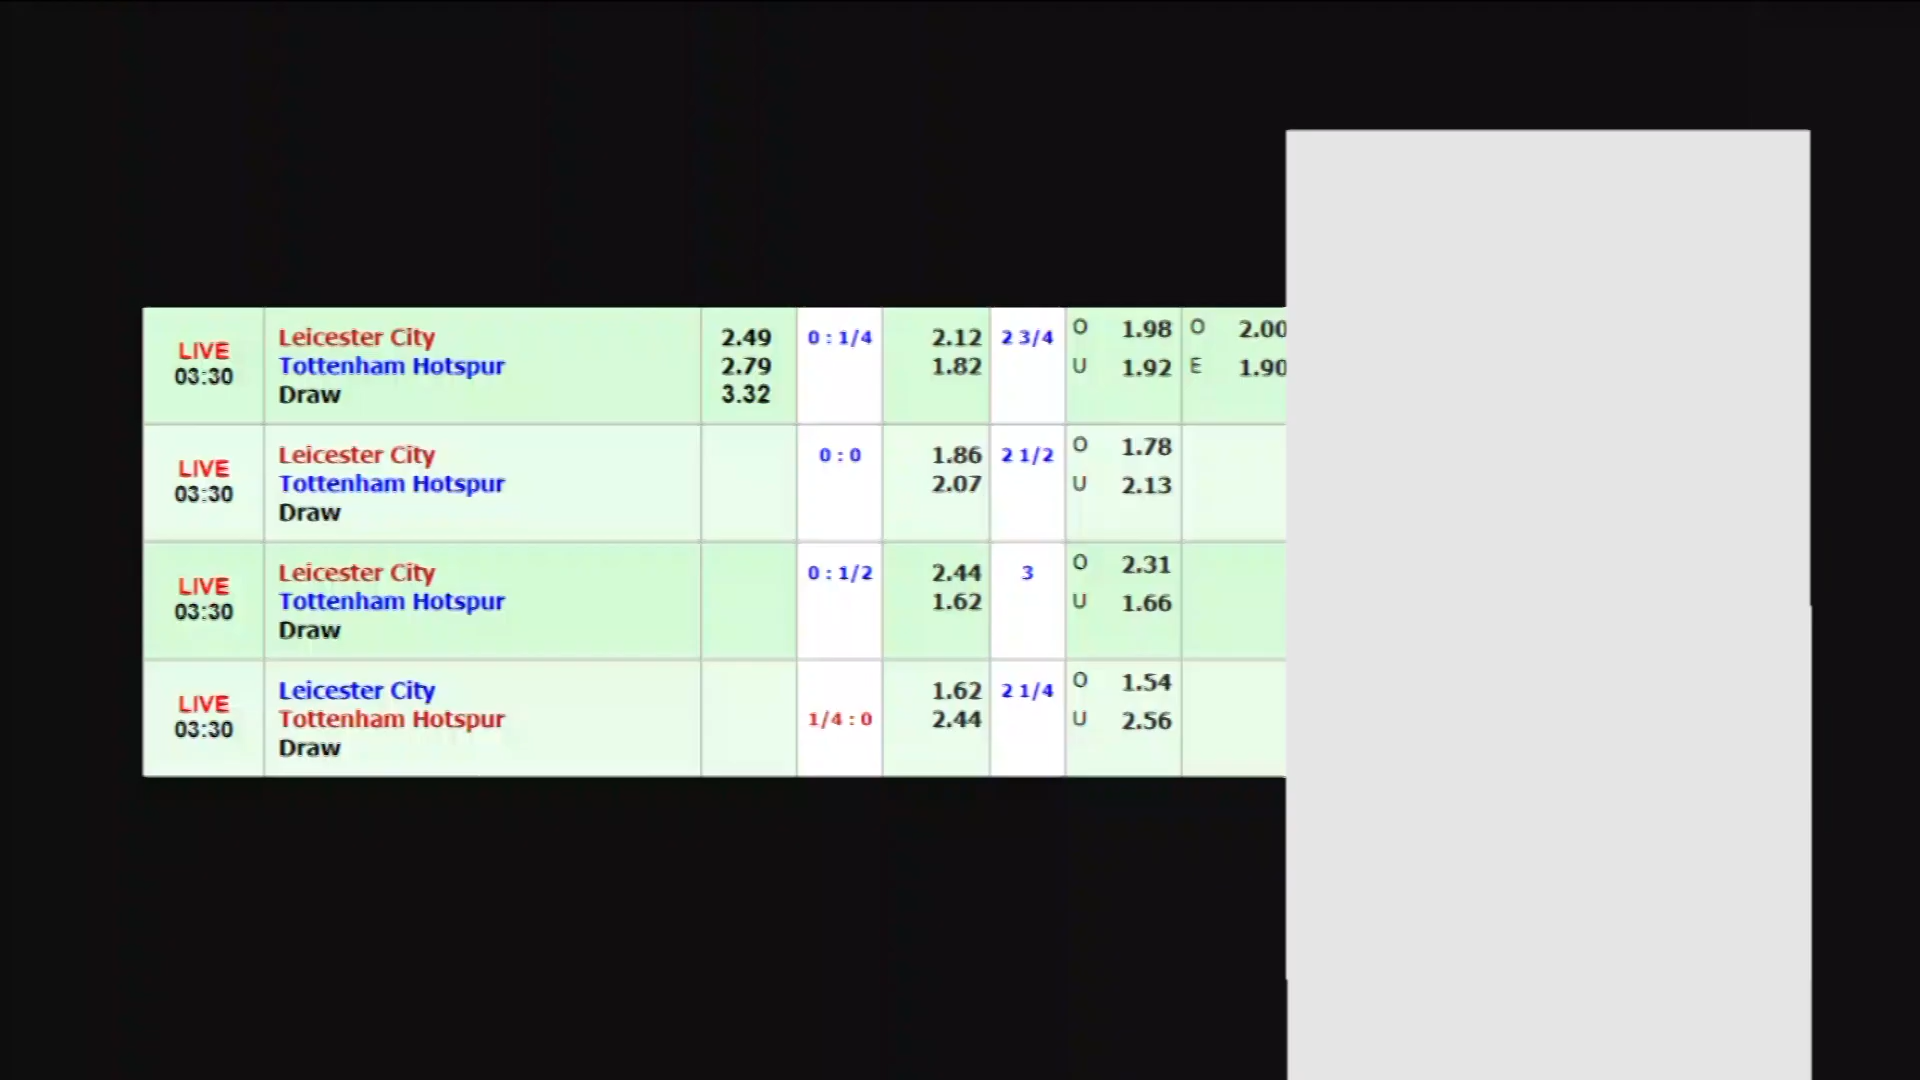 LIVE
03:30
Leicester City
Tottenham Hotspur
Draw
2.49
2.79
3.32
0 : 1/4
2.12
1.82
2 3/4
O 1.98
U 1.92
O 2.00
E 1.90
LIVE
03:30
Leicester City
Tottenham Hotspur
Draw
0 : 0
1.86
2.07
2 1/2
O 1.78
U 2.13
LIVE
03:30
Leicester City
Tottenham Hotspur
Draw
0 : 1/2
2.44
1.62
3
O 2.31
U 1.66
LIVE
03:30
Leicester City
Tottenham Hotspur
Draw
1/4 : 0
1.62
2.44
2 1/4
O 1.54
U 2.56